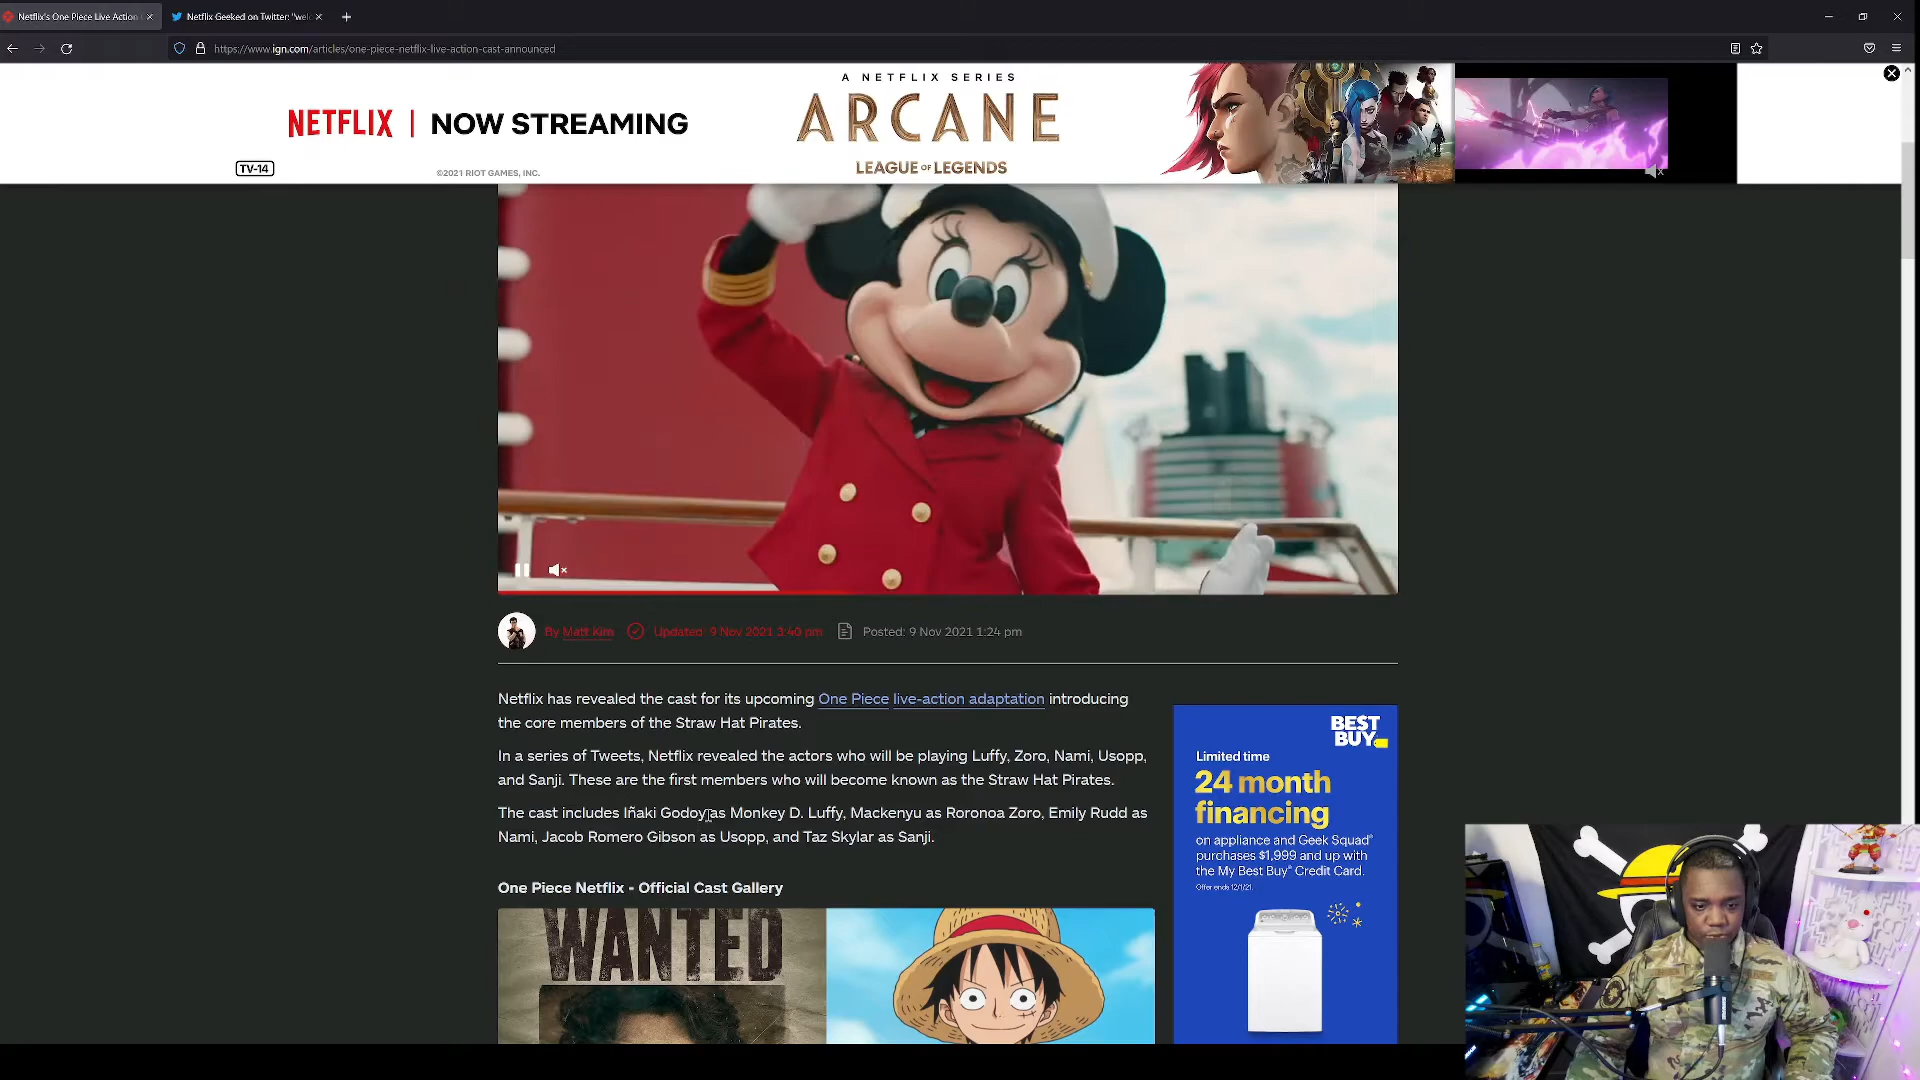 Netflix's One Piece Live Action
Netflix Geeked on Twitter: "wel
https://www.ign.com/articles/one-piece-netflix-live-action-cast-announced
NETFLIX | NOW STREAMING
TV-14
©2021 RIOT GAMES, INC.
A NETFLIX SERIES
ARCANE
LEAGUE OF LEGENDS
By Matt Kim
Updated: 9 Nov 2021 3:40 pm
Posted: 9 Nov 2021 1:24 pm
Netflix has revealed the cast for its upcoming One Piece live-action adaptation introducing
the core members of the Straw Hat Pirates.
In a series of Tweets, Netflix revealed the actors who will be playing Luffy, Zoro, Nami, Usopp,
and Sanji. These are the first members who will become known as the Straw Hat Pirates.
The cast includes Iñaki Godoy as Monkey D. Luffy, Mackenyu as Roronoa Zoro, Emily Rudd as
Nami, Jacob Romero Gibson as Usopp, and Taz Skylar as Sanji.
One Piece Netflix - Official Cast Gallery
WANTED
BEST
BUY
Limited time
24 month
financing
on appliance and Geek Squad®
purchases $1,999 and up with
the My Best Buy® Credit Card.
Offer ends 12/1/21.